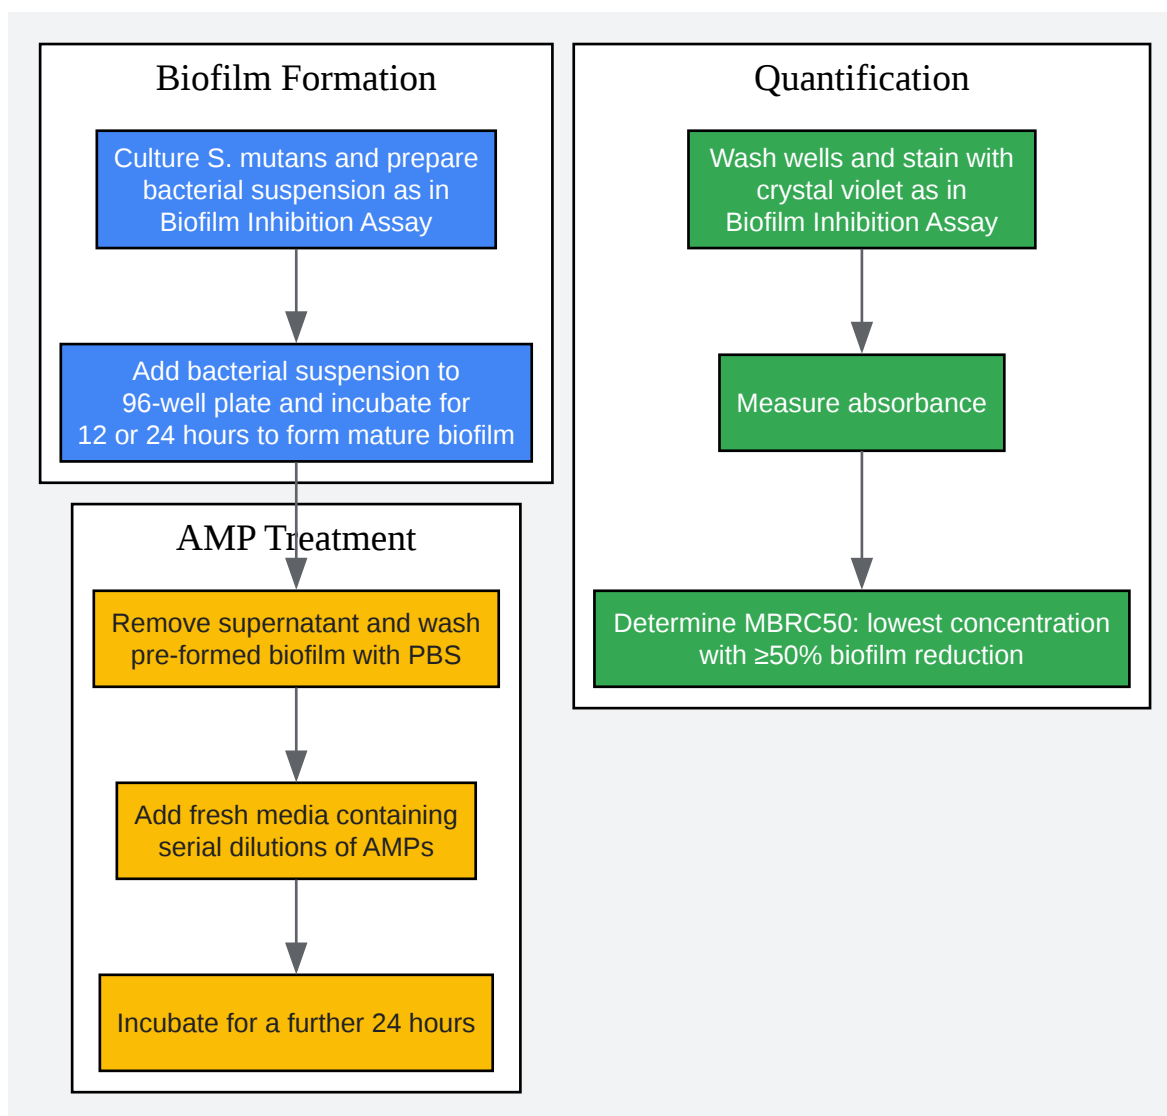 Biofilm Formation
Culture S. mutans and prepare
bacterial suspension as in
Biofilm Inhibition Assay
Add bacterial suspension to
96-well plate and incubate for
12 or 24 hours to form mature biofilm
AMP Treatment
Remove supernatant and wash
pre-formed biofilm with PBS
Add fresh media containing
serial dilutions of AMPs
Incubate for a further 24 hours
Quantification
Wash wells and stain with
crystal violet as in
Biofilm Inhibition Assay
Measure absorbance
Determine MBRC50: lowest concentration
with ≥50% biofilm reduction